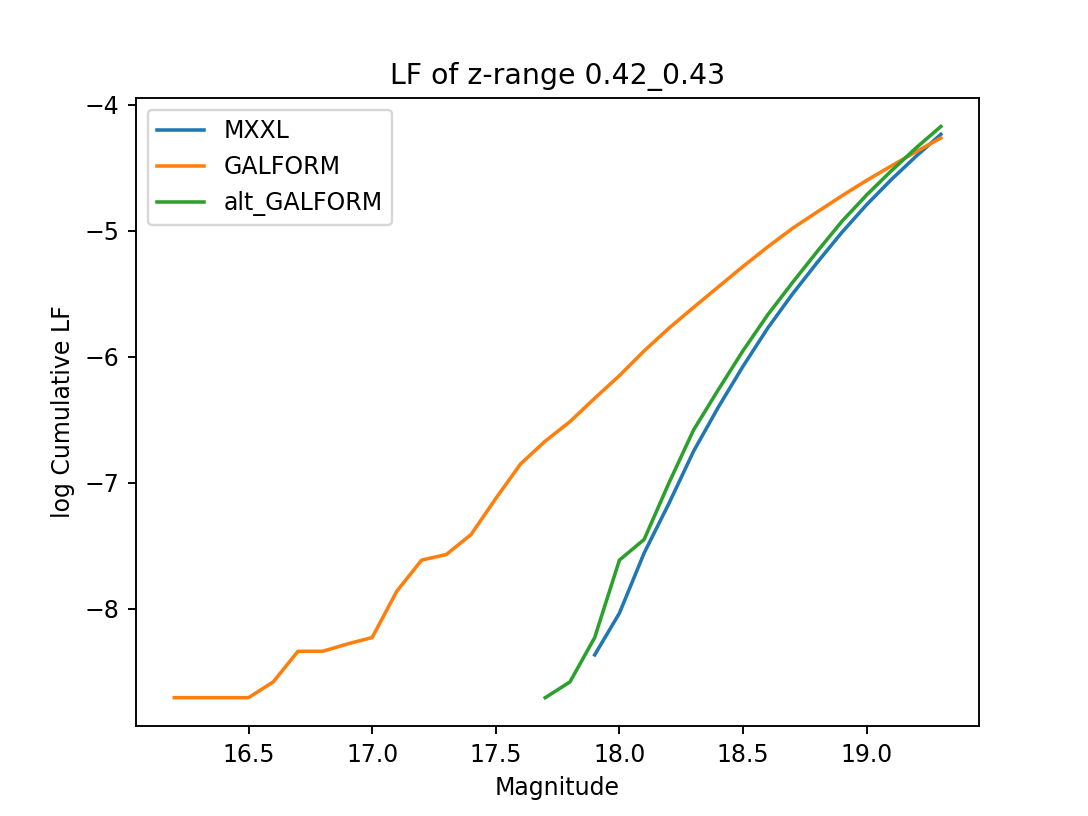 LF of z-range 0.42_0.43
MXXL
GALFORM
alt_GALFORM
−4
−5
−6
−7
−8
log Cumulative LF
16.5 17.0 17.5 18.0 18.5 19.0
Magnitude